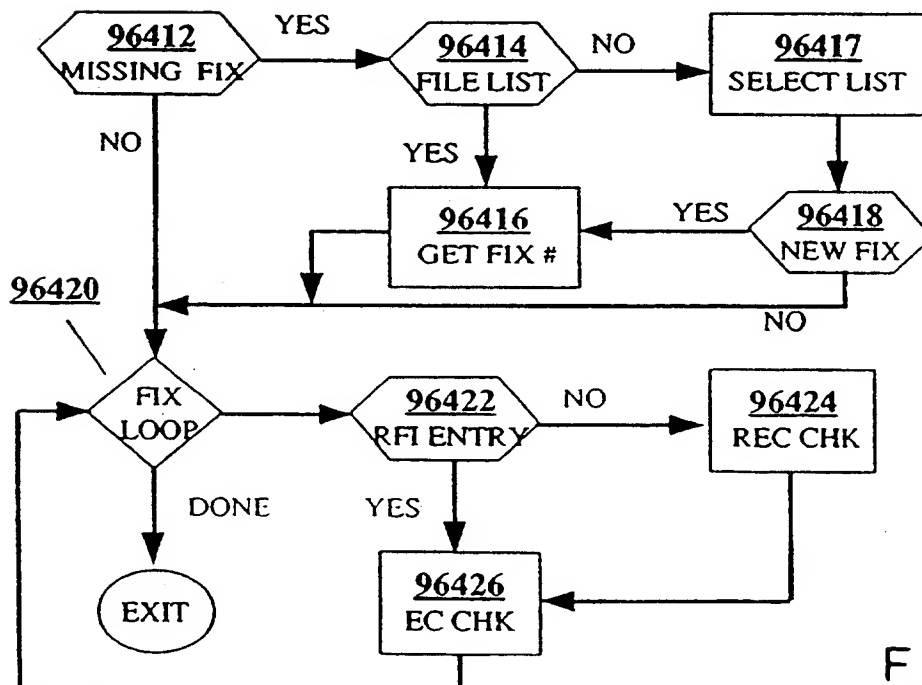 96412
MISSING FIX
YES
96414
FILE LIST
NO
96417
SELECT LIST
NO
YES
96416
GET FIX #
YES
96418
NEW FIX
96420
NO
FIX
LOOP
96422
RFI ENTRY
NO
96424
REC CHK
DONE
YES
EXIT
96426
EC CHK
F